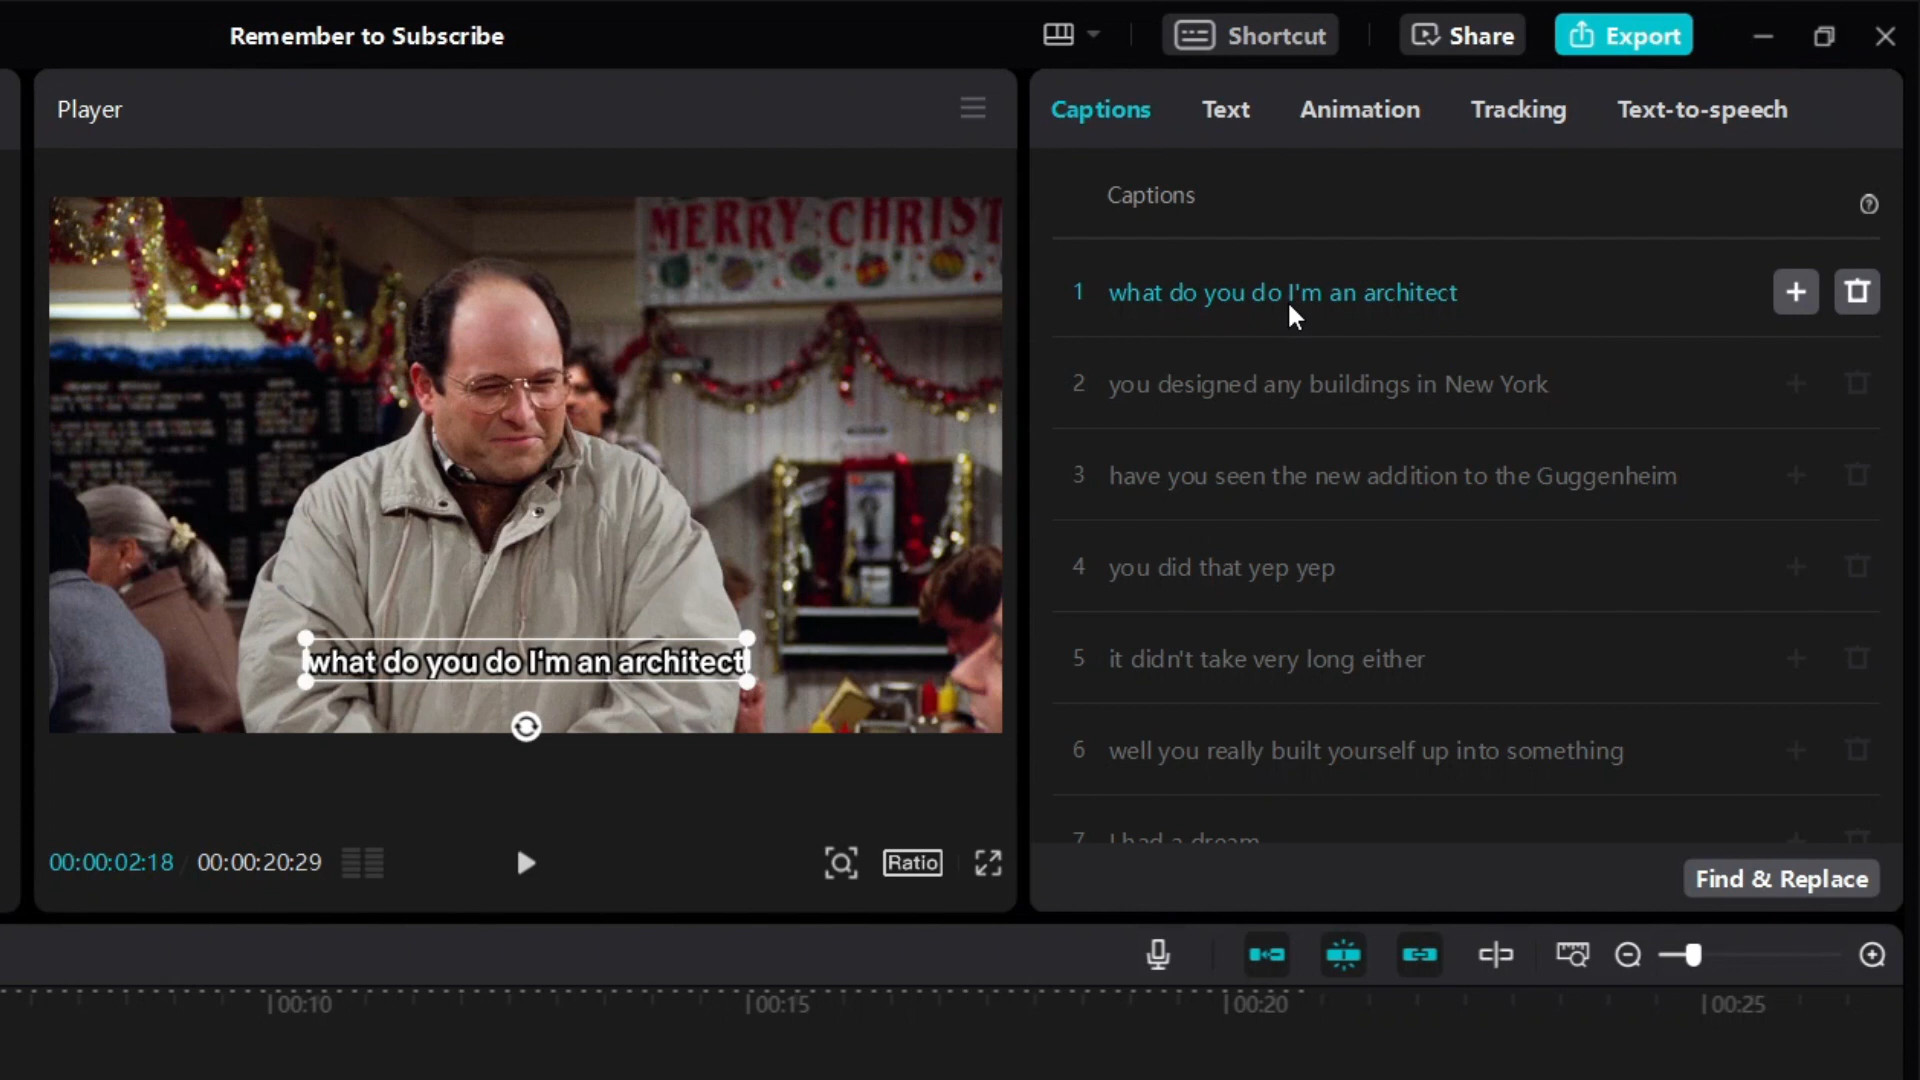 Remember to Subscribe
Shortcut
Share
Export
Player
Captions Text Animation Tracking Text-to-speech
MERRY CHRIST
Captions
1 what do you do I'm an architect
2 you designed any buildings in New York
3 have you seen the new addition to the Guggenheim
4 you did that yep yep
5 it didn't take very long either
6 well you really built yourself up into something
7 I had a dream
what do you do I'm an architect
00:00:02:18 / 00:00:20:29
Ratio
Find & Replace
00:10 00:15 00:20 00:25